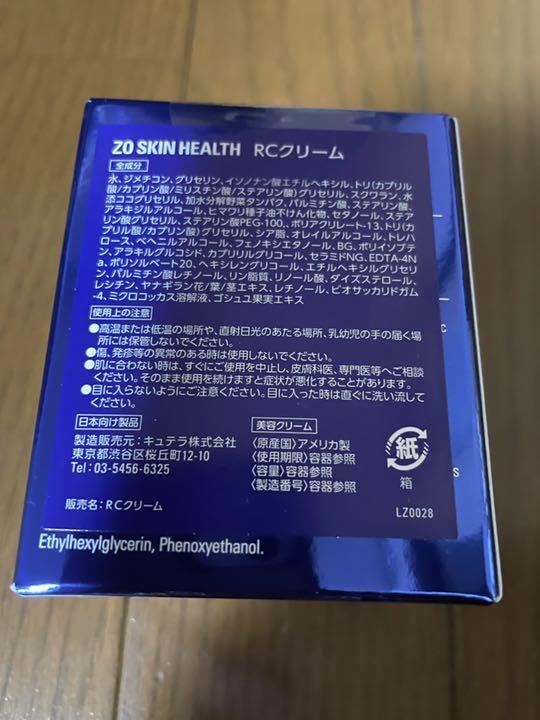 ZO SKIN HEALTH RCクリーム
全成分
水、ジメチコン、グリセリン、イソノナン酸エチルヘキシル、トリ(カプリル
酸/カプリン酸/ミリスチン酸/ステアリン酸)グリセリル、スクワラン、水
添ココグリセリル、加水分解野菜タンパク、パルミチン酸、ステアリン酸、
アラキジルアルコール、ヒマワリ種子油不けん化物、セタノール、ステア
リン酸グリセリル、ステアリン酸PEG-100、ポリアクリレート-13、トリ(カ
プリル酸/カプリン酸)グリセリル、シア脂、オレイルアルコール、トレハ
ロース、ベヘニルアルコール、フェノキシエタノール、BG、ポリイソブテ
ン、アラキルグルコシド、カプリリルグリコール、セラミドNG、EDTA-4N
a、ポリソルベート20、ヘキシレングリコール、エチルヘキシルグリセリ
ン、パルミチン酸レチノール、リン脂質、リノール酸、ダイズステロール、
レシチン、ヤナギラン花/葉/茎エキス、レチノール、ビオサッカリドガム
-4、ミクロコッカス溶解液、ゴシュユ果実エキス
使用上の注意
●高温または低温の場所や、直射日光のあたる場所、乳幼児の手の届く場
所には保管しないでください。
●傷、発疹等の異常のある時は使用しないでください。
●肌に合わない時は、すぐにご使用を中止し、皮膚科医、専門医等へご相談
ください。そのまま使用を続けますと症状が悪化することがあります。
●目に入らないようにご注意ください。目に入った時は直ぐに洗い流して
ください。
日本向け製品
製造販売元：キュテラ株式会社
東京都渋谷区桜丘町12-10
Tel：03-5456-6325
販売名：RCクリーム
美容クリーム
〈原産国〉アメリカ製
〈使用期限〉容器参照
〈容量〉容器参照
〈製造番号〉容器参照
紙
箱
LZ0028
c
s
Ethylhexylglycerin, Phenoxyethanol.